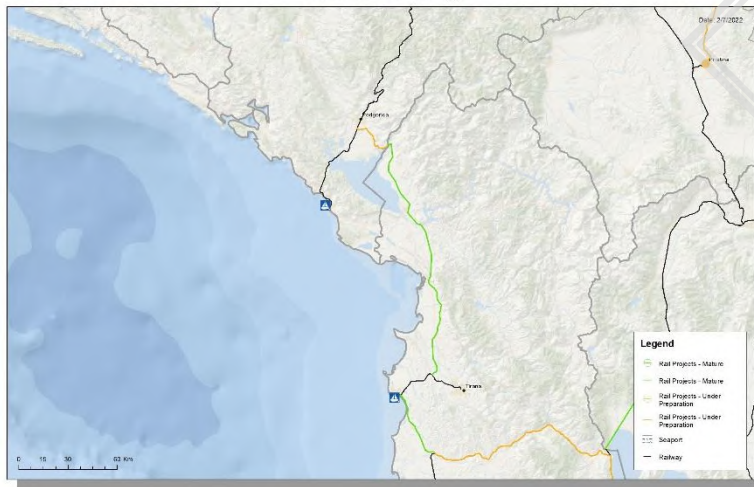 Date: 2/7/2022
Pristina
Podgorica
Tirana
Legend
Rail Projects - Mature
Rail Projects - Mature
Rail Projects - Under
Preparation
Rail Projects - Under
Preparation
Seaport
Railway
0 15 30 60 Km